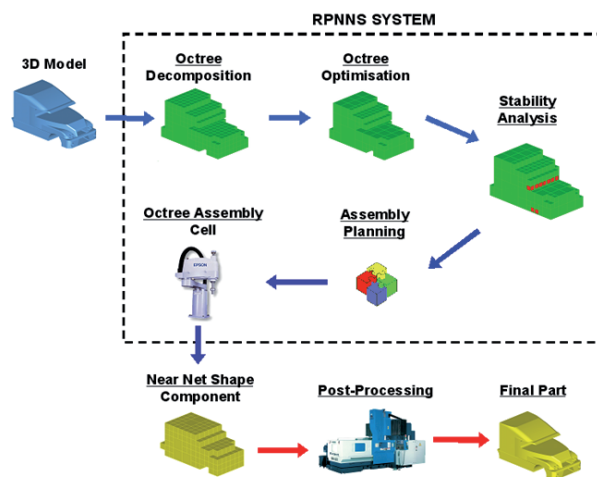 RPNNS SYSTEM
3D Model
Octree
Decomposition
Octree
Optimisation
Stability
Analysis
Octree Assembly
Cell
EPSON
Assembly
Planning
Near Net Shape
Component
Post-Processing
Final Part